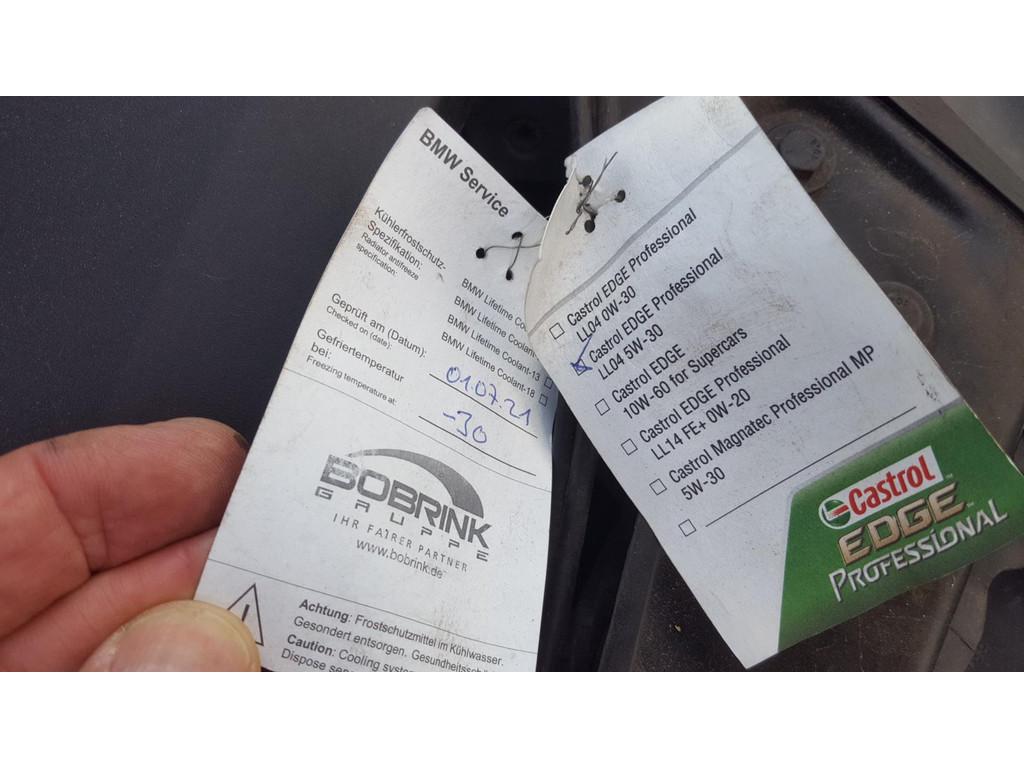 BMW Service
Kühlerfrostschutz-
Spezifikation:
Radiator antifreeze
specification:
BMW Lifetime
BMW Lifetime Coolant-
BMW Lifetime Coolant-13
BMW Lifetime Coolant-18
Geprüft am (Datum):
Checked on (date):
01.07.21
Gefriertemperatur
bei:
Freezing temperature at:
-30
BOBRINK
GRUPPE
IHR FAIRER PARTNER
www.bobrink.de
Achtung: Frostschutzmittel im Kühlwasser.
Gesondert entsorgen.
Caution: Cooling
Dispose
Castrol EDGE Professional
LL04 0W-30
Castrol EDGE Professional
LL04 5W-30
Castrol EDGE
10W-60 for Supercars
Castrol EDGE Professional
LL14 FE+ 0W-20
Castrol Magnatec Professional MP
5W-30
Castrol
EDGE
PROFESSIONAL